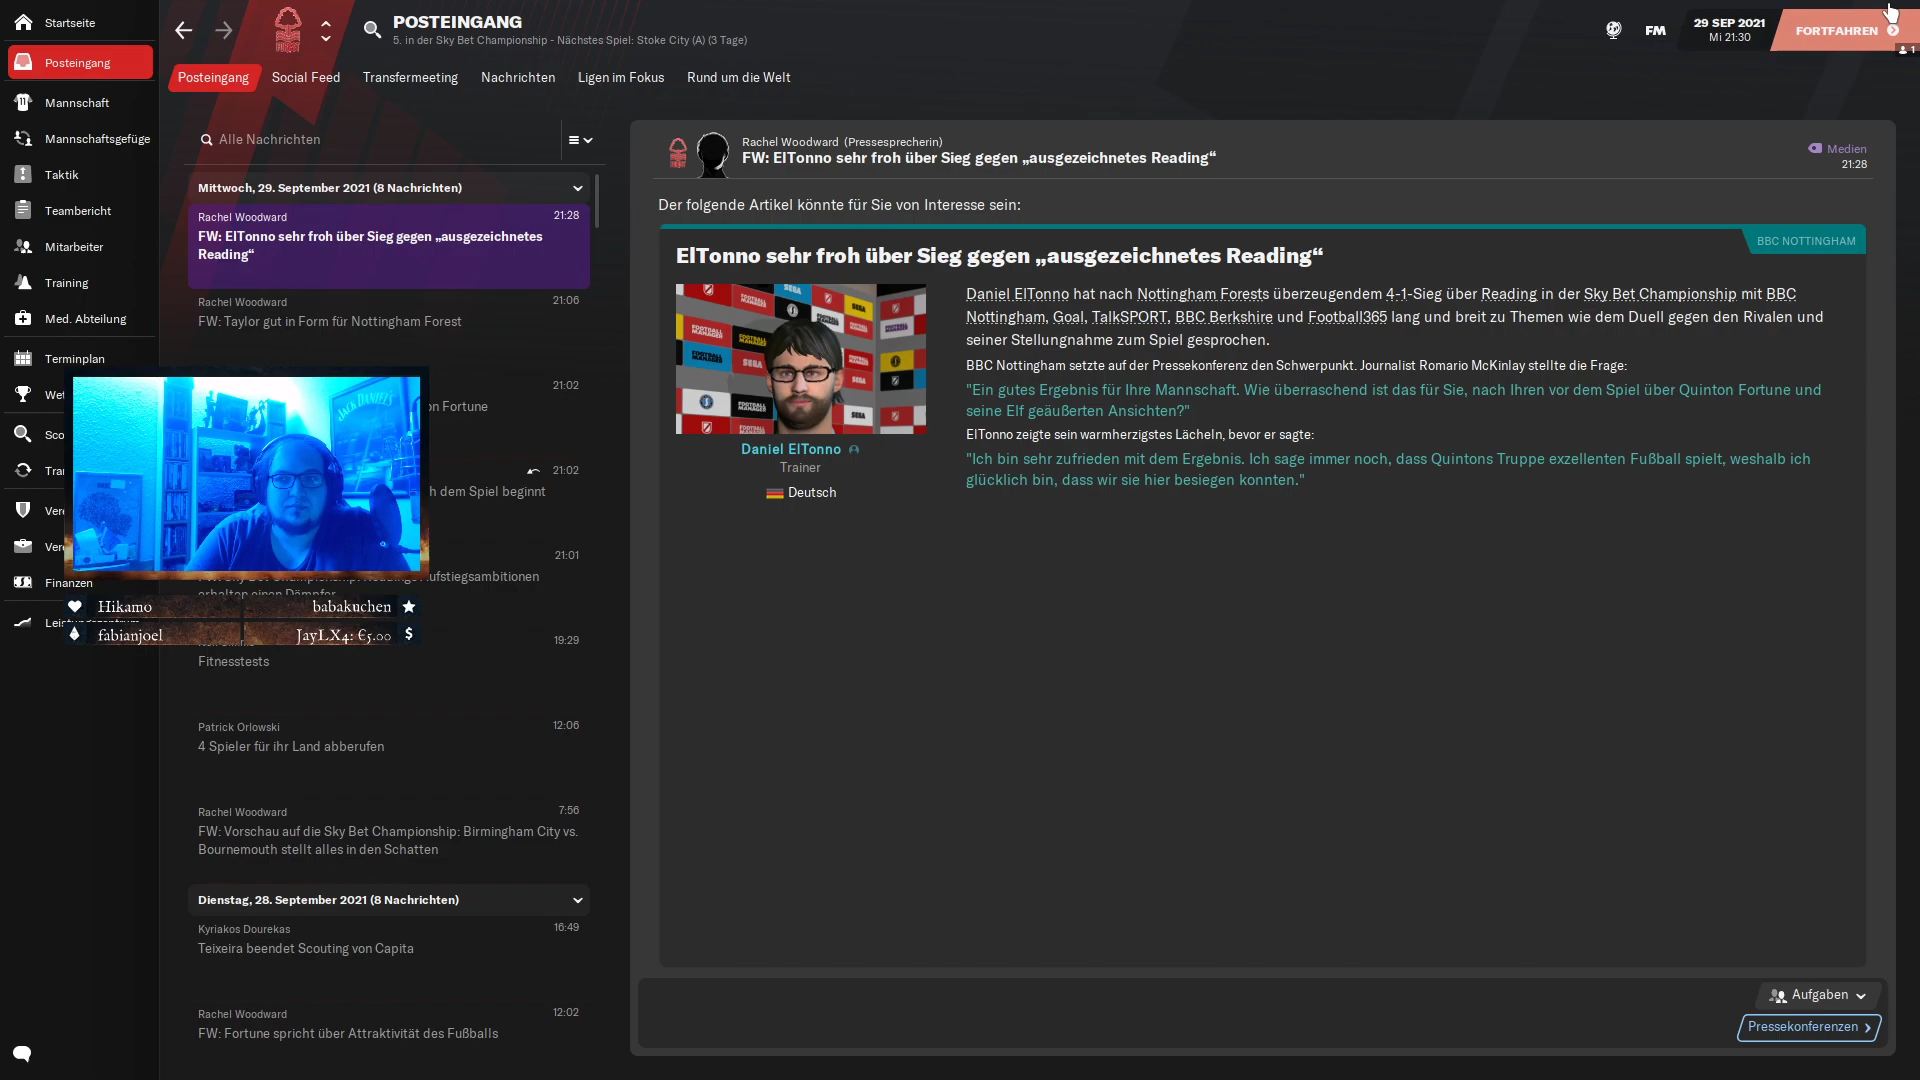 Startseite
Posteingang
Mannschaft
Mannschaftsgefüge
Taktik
Teambericht
Mitarbeiter
Training
Med. Abteilung
Terminplan
Finanzen
POSTEINGANG
5. in der Sky Bet Championship - Nächstes Spiel: Stoke City (A) (3 Tage)
FM
29 SEP 2021
Mi 21:30
FORTFAHREN
1
Posteingang
Social Feed
Transfermeeting
Nachrichten
Ligen im Fokus
Rund um die Welt
Alle Nachrichten
Mittwoch, 29. September 2021 (8 Nachrichten)
Rachel Woodward 21:28
FW: ElTonno sehr froh über Sieg gegen „ausgezeichnetes
Reading“
Rachel Woodward 21:06
FW: Taylor gut in Form für Nottingham Forest
21:02
on Fortune
21:02
h dem Spiel beginnt
21:01
ufstiegsambitionen
19:29
Fitnesstests
Patrick Orlowski 12:06
4 Spieler für ihr Land abberufen
Rachel Woodward 7:56
FW: Vorschau auf die Sky Bet Championship: Birmingham City vs.
Bournemouth stellt alles in den Schatten
Dienstag, 28. September 2021 (8 Nachrichten)
Kyriakos Dourekas 16:49
Teixeira beendet Scouting von Capita
Rachel Woodward 12:02
FW: Fortune spricht über Attraktivität des Fußballs
JACK DANIEL'S
Hikamo babakuchen
fabianjoel JayLX4: €5.00 $
Rachel Woodward (Pressesprecherin)
FW: ElTonno sehr froh über Sieg gegen „ausgezeichnetes Reading“
Medien
21:28
Der folgende Artikel könnte für Sie von Interesse sein:
BBC NOTTINGHAM
ElTonno sehr froh über Sieg gegen „ausgezeichnetes Reading“
Daniel ElTonno
Trainer
Deutsch
Daniel ElTonno hat nach Nottingham Forests überzeugendem 4-1-Sieg über Reading in der Sky Bet Championship mit BBC
Nottingham, Goal, TalkSPORT, BBC Berkshire und Football365 lang und breit zu Themen wie dem Duell gegen den Rivalen und
seiner Stellungnahme zum Spiel gesprochen.
BBC Nottingham setzte auf der Pressekonferenz den Schwerpunkt. Journalist Romario McKinlay stellte die Frage:
"Ein gutes Ergebnis für Ihre Mannschaft. Wie überraschend ist das für Sie, nach Ihren vor dem Spiel über Quinton Fortune und
seine Elf geäußerten Ansichten?"
ElTonno zeigte sein warmherzigstes Lächeln, bevor er sagte:
"Ich bin sehr zufrieden mit dem Ergebnis. Ich sage immer noch, dass Quintons Truppe exzellenten Fußball spielt, weshalb ich
glücklich bin, dass wir sie hier besiegen konnten."
Aufgaben
Pressekonferenzen